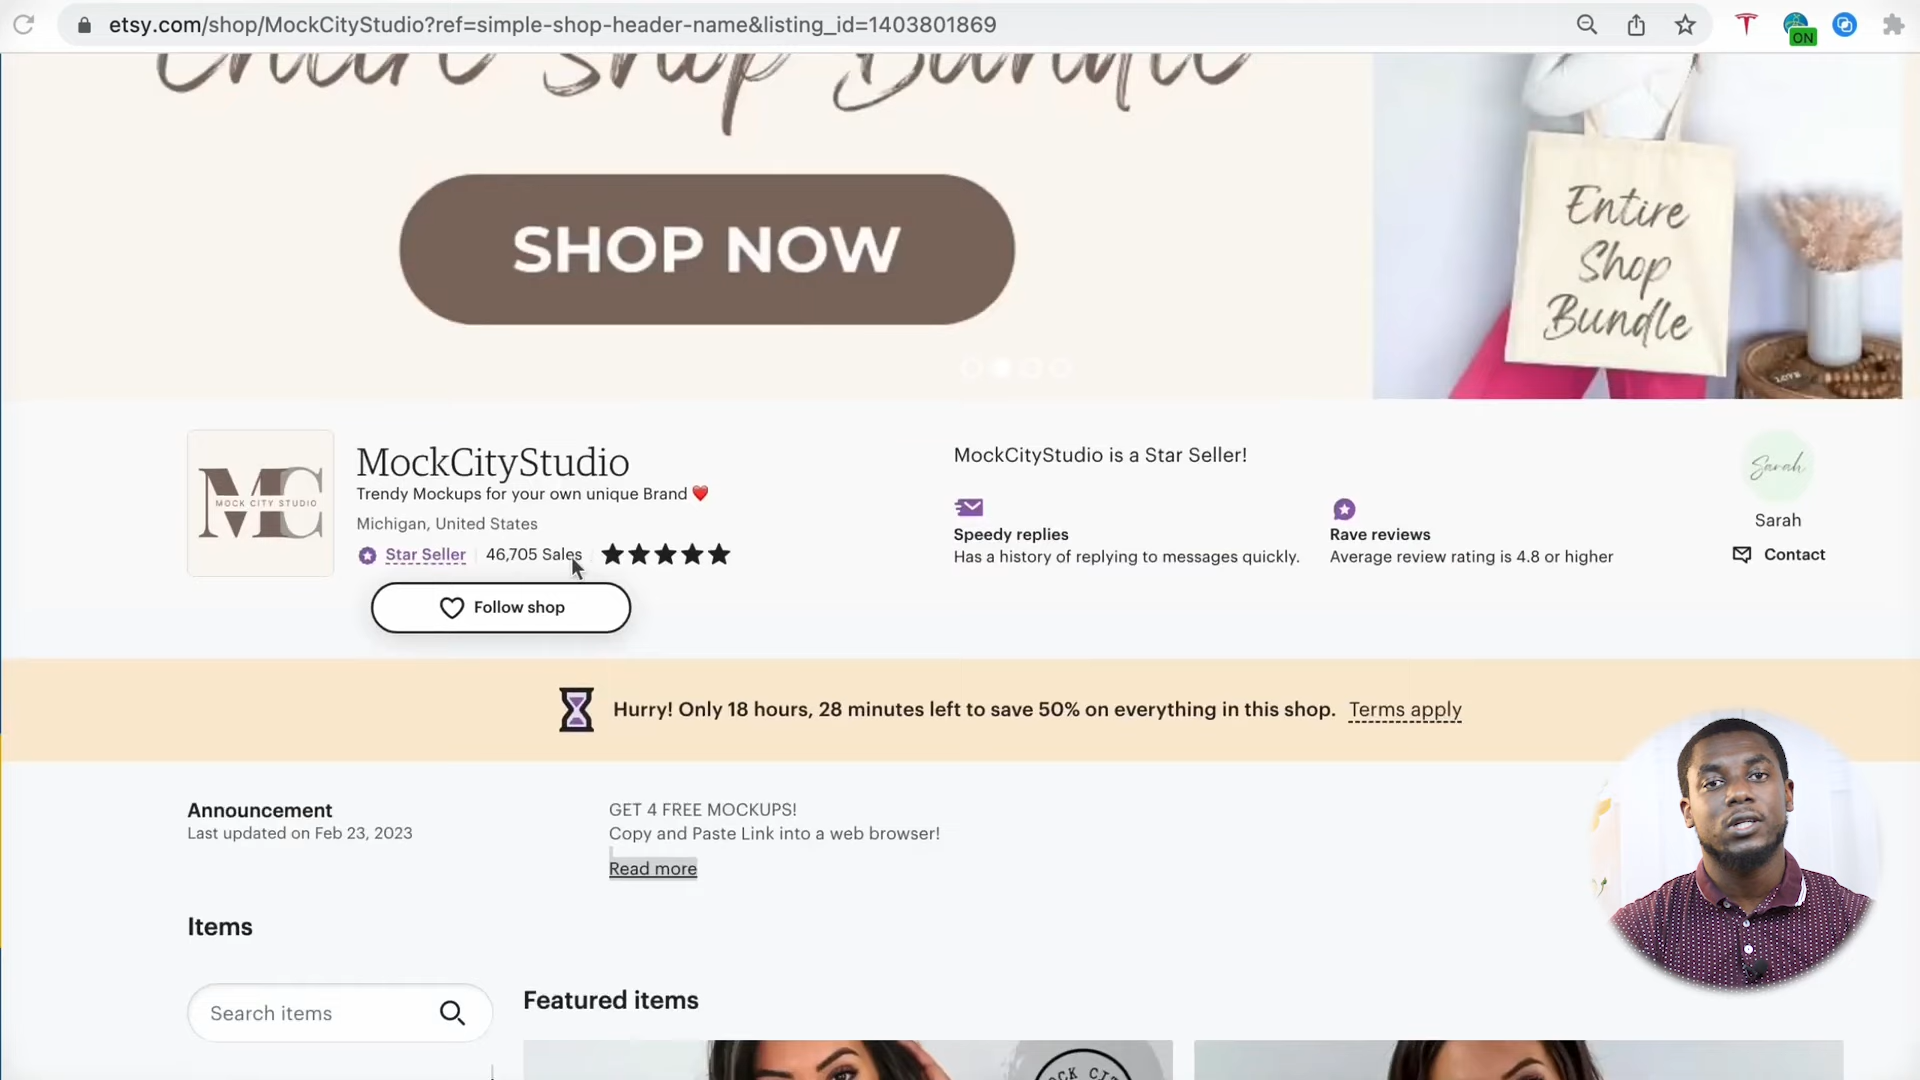 etsy.com/shop/MockCityStudio?ref=simple-shop-header-name&listing_id=1403801869
ON
Entire Shop Bundle
SHOP NOW
Entire
Shop
Bundle
MOCK CITY STUDIO
MockCityStudio
Trendy Mockups for your own unique Brand ❤️
Michigan, United States
Star Seller
46,705 Sales
Follow shop
MockCityStudio is a Star Seller!
Speedy replies
Has a history of replying to messages quickly.
Rave reviews
Average review rating is 4.8 or higher
Sarah
Sarah
Contact
Hurry! Only 18 hours, 28 minutes left to save 50% on everything in this shop. Terms apply
Announcement
Last updated on Feb 23, 2023
GET 4 FREE MOCKUPS!
Copy and Paste Link into a web browser!
Read more
Items
Search items
Featured items